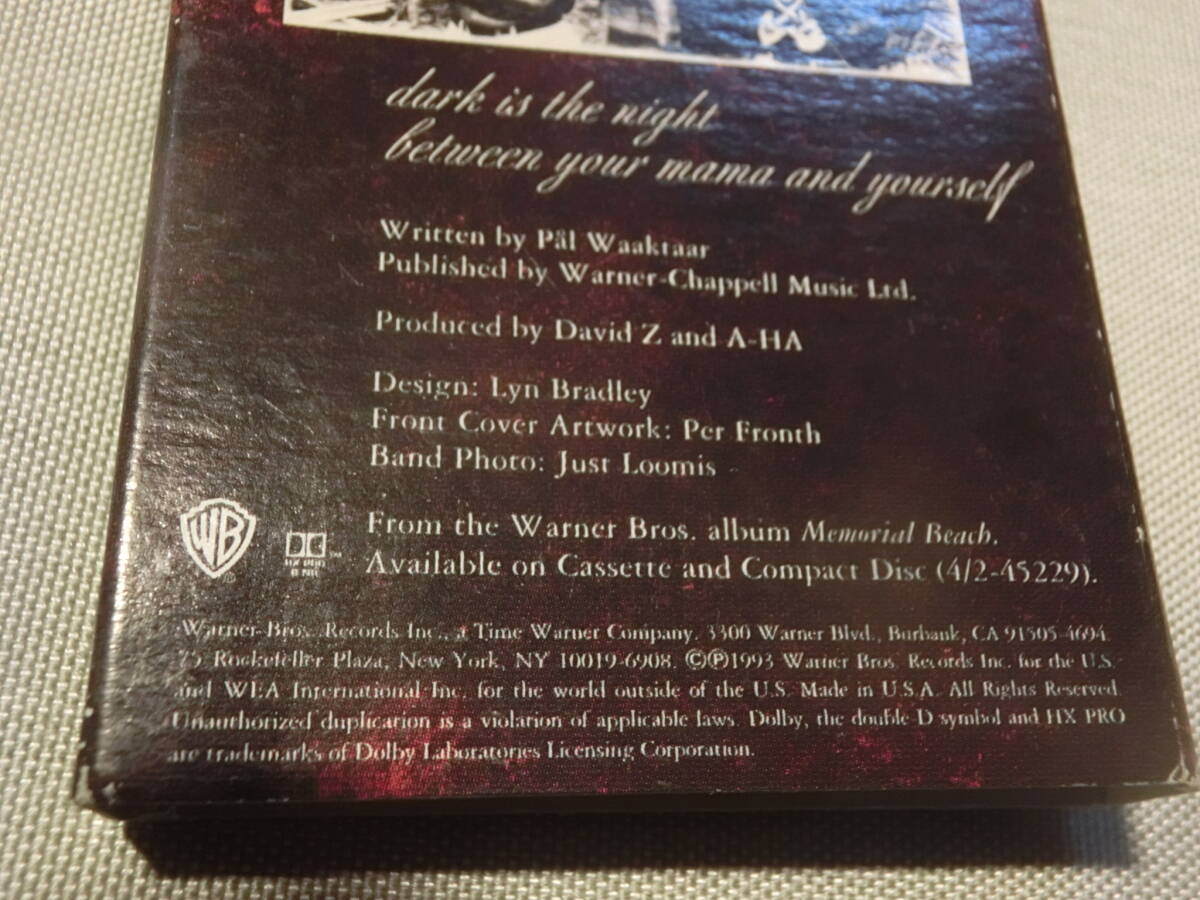 dark is the night
between your mama and yourself
Written by Pål Waaktaar
Published by Warner-Chappell Music Ltd.
Produced by David Z and A-HA
Design: Lyn Bradley
Front Cover Artwork: Per Fronth
Band Photo: Just Loomis
WB ®
From the Warner Bros. album Memorial Beach.
Available on Cassette and Compact Disc (4/2-45229).
Warner Bros. Records Inc., a Time Warner Company, 3300 Warner Blvd., Burbank, CA 91505-4694.
75 Rockefeller Plaza, New York, NY 10019-6908. ©℗1993 Warner Bros. Records Inc. for the U.S.
and WEA International Inc. for the world outside of the U.S. Made in U.S.A. All Rights Reserved.
Unauthorized duplication is a violation of applicable laws. Dolby, the double-D symbol and HX PRO
are trademarks of Dolby Laboratories Licensing Corporation.